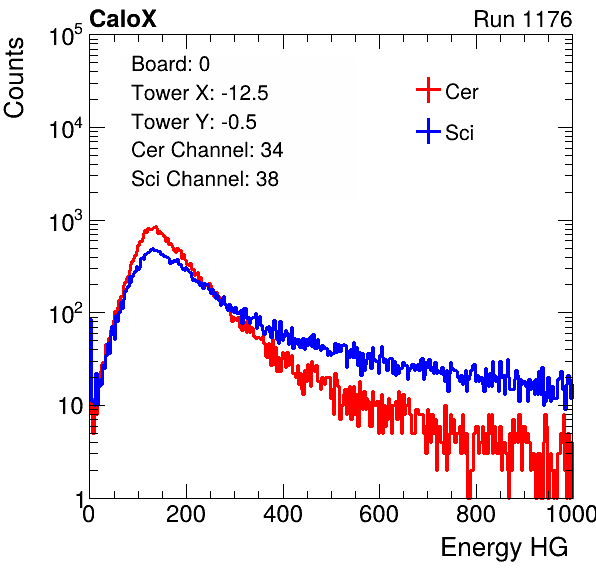 CaloX Run 1176
Counts
Board: 0
Tower X: -12.5
Tower Y: -0.5
Cer Channel: 34
Sci Channel: 38
Cer
Sci
10^5
10^4
10^3
10^2
10
1
0 200 400 600 800 1000
Energy HG